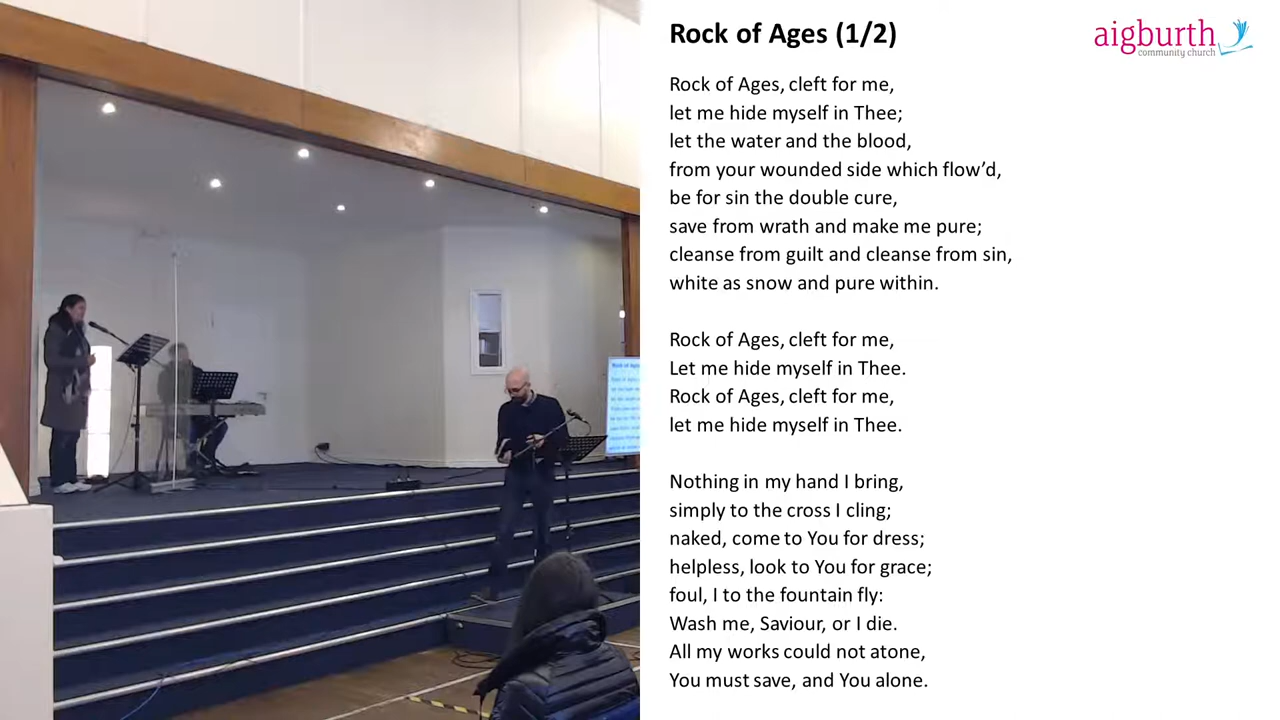 Rock of Ages (1/2)
aigburth
community church
Rock of Ages, cleft for me,
let me hide myself in Thee;
let the water and the blood,
from your wounded side which flow’d,
be for sin the double cure,
save from wrath and make me pure;
cleanse from guilt and cleanse from sin,
white as snow and pure within.
Rock of Ages, cleft for me,
Let me hide myself in Thee.
Rock of Ages, cleft for me,
let me hide myself in Thee.
Nothing in my hand I bring,
simply to the cross I cling;
naked, come to You for dress;
helpless, look to You for grace;
foul, I to the fountain fly:
Wash me, Saviour, or I die.
All my works could not atone,
You must save, and You alone.